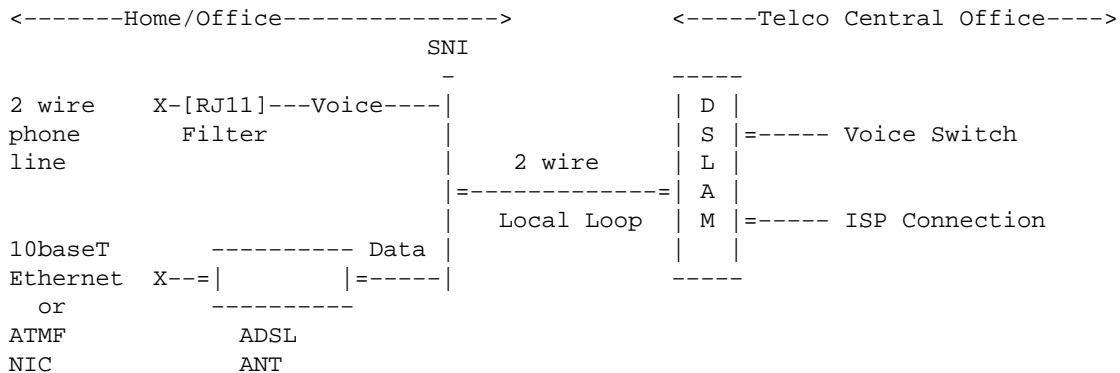 <-------Home/Office--------------->          <-----Telco Central Office---->
                             SNI
                              -              -----
2 wire    X-[RJ11]---Voice----|              | D |
phone       Filter            |              | S |=----- Voice Switch
line                          |    2 wire    | L |
                              |=-------------=| A |
                              |   Local Loop | M |=----- ISP Connection
10baseT       ---------- Data |              |   |
Ethernet  X--=|        |=-----|              -----
  or          ----------
ATMF            ADSL
NIC             ANT